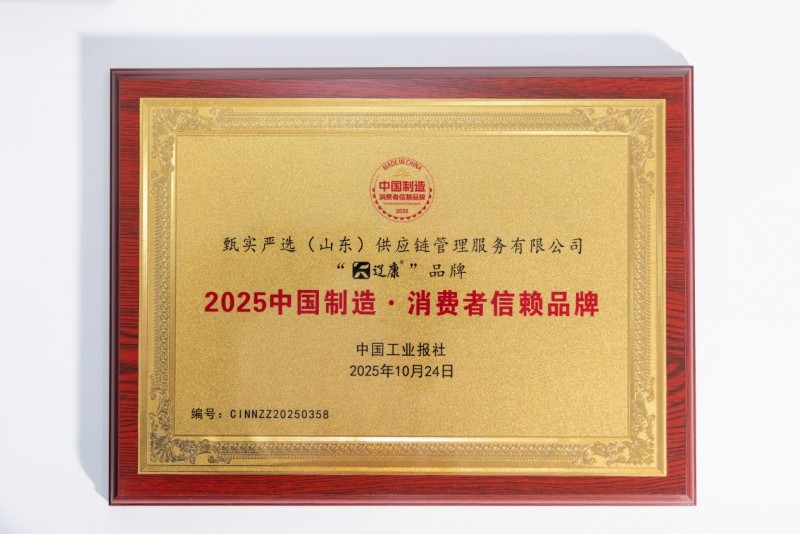 MADE IN CHINA
中国制造
消费者信赖品牌
2025
甄实严选（山东）供应链管理服务有限公司
“辽康®”品牌
2025中国制造·消费者信赖品牌
中国工业报社
2025年10月24日
编号：CINNZZ20250358